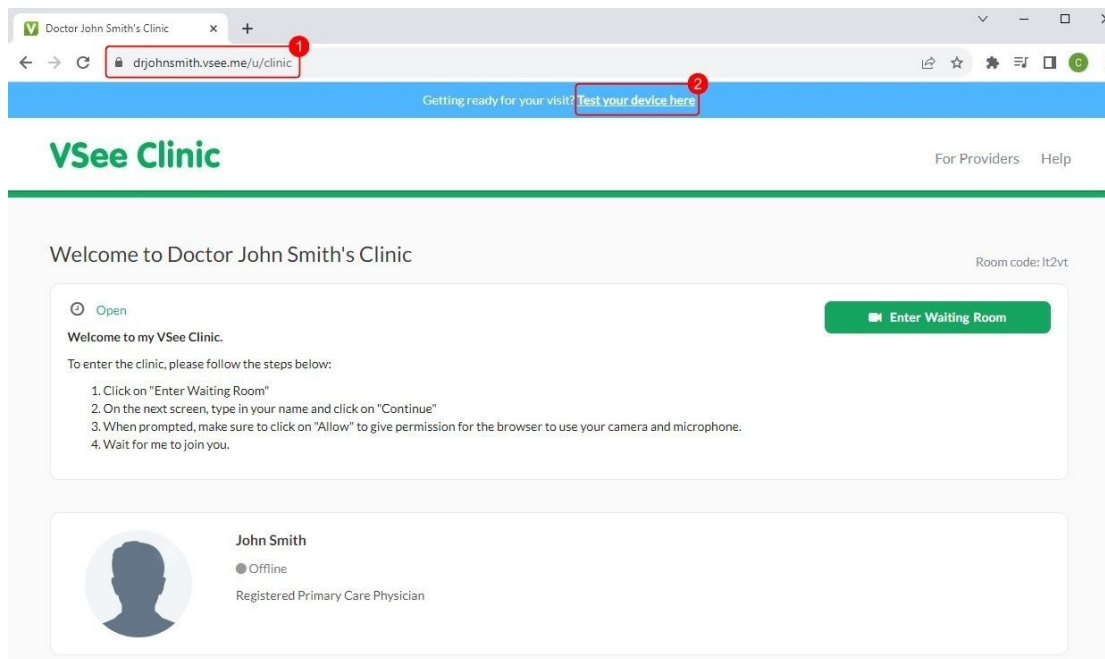 Doctor John Smith's Clinic
1
drjohnsmith.vsee.me/u/clinic
C
2
Getting ready for your visit? Test your device here
VSee Clinic
For Providers Help
Welcome to Doctor John Smith's Clinic
Room code: lt2vt
Open
Enter Waiting Room
Welcome to my VSee Clinic.
To enter the clinic, please follow the steps below:
1. Click on "Enter Waiting Room"
2. On the next screen, type in your name and click on "Continue"
3. When prompted, make sure to click on "Allow" to give permission for the browser to use your camera and microphone.
4. Wait for me to join you.
John Smith
Offline
Registered Primary Care Physician